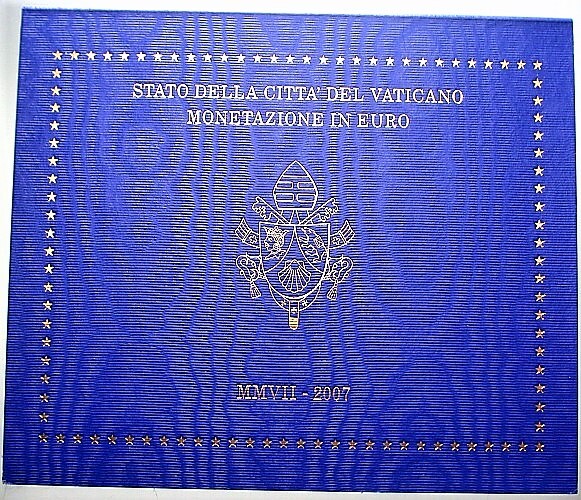 STATO DELLA CITTA' DEL VATICANO
MONETAZIONE IN EURO
MMVII - 2007